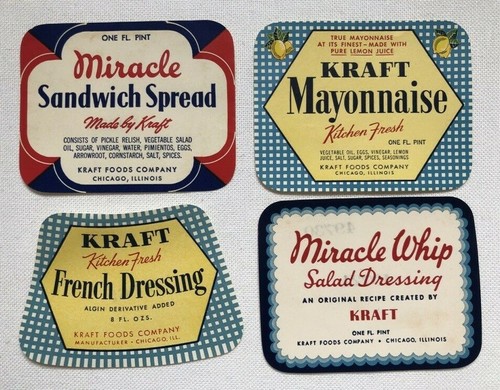 ONE FL. PINT
Miracle
Sandwich Spread
Made by Kraft
CONSISTS OF PICKLE RELISH, VEGETABLE SALAD
OIL, SUGAR, VINEGAR, WATER, PIMIENTOS, EGGS,
ARROWROOT, CORNSTARCH, SALT, SPICES.
KRAFT FOODS COMPANY
CHICAGO, ILLINOIS
TRUE MAYONNAISE
AT ITS FINEST-MADE WITH
PURE LEMON JUICE
KRAFT
Mayonnaise
Kitchen Fresh
ONE FL. PINT
VEGETABLE OIL, EGGS, VINEGAR, LEMON
JUICE, SALT, SUGAR, SPICES, SEASONINGS
KRAFT FOODS COMPANY
CHICAGO, ILLINOIS
KRAFT
Kitchen Fresh
French Dressing
ALGIN DERIVATIVE ADDED
8 FL. OZS.
KRAFT FOODS COMPANY
MANUFACTURER • CHICAGO, ILL.
Miracle Whip
Salad Dressing
AN ORIGINAL RECIPE CREATED BY
KRAFT
ONE FL. PINT
KRAFT FOODS COMPANY • CHICAGO, ILLINOIS